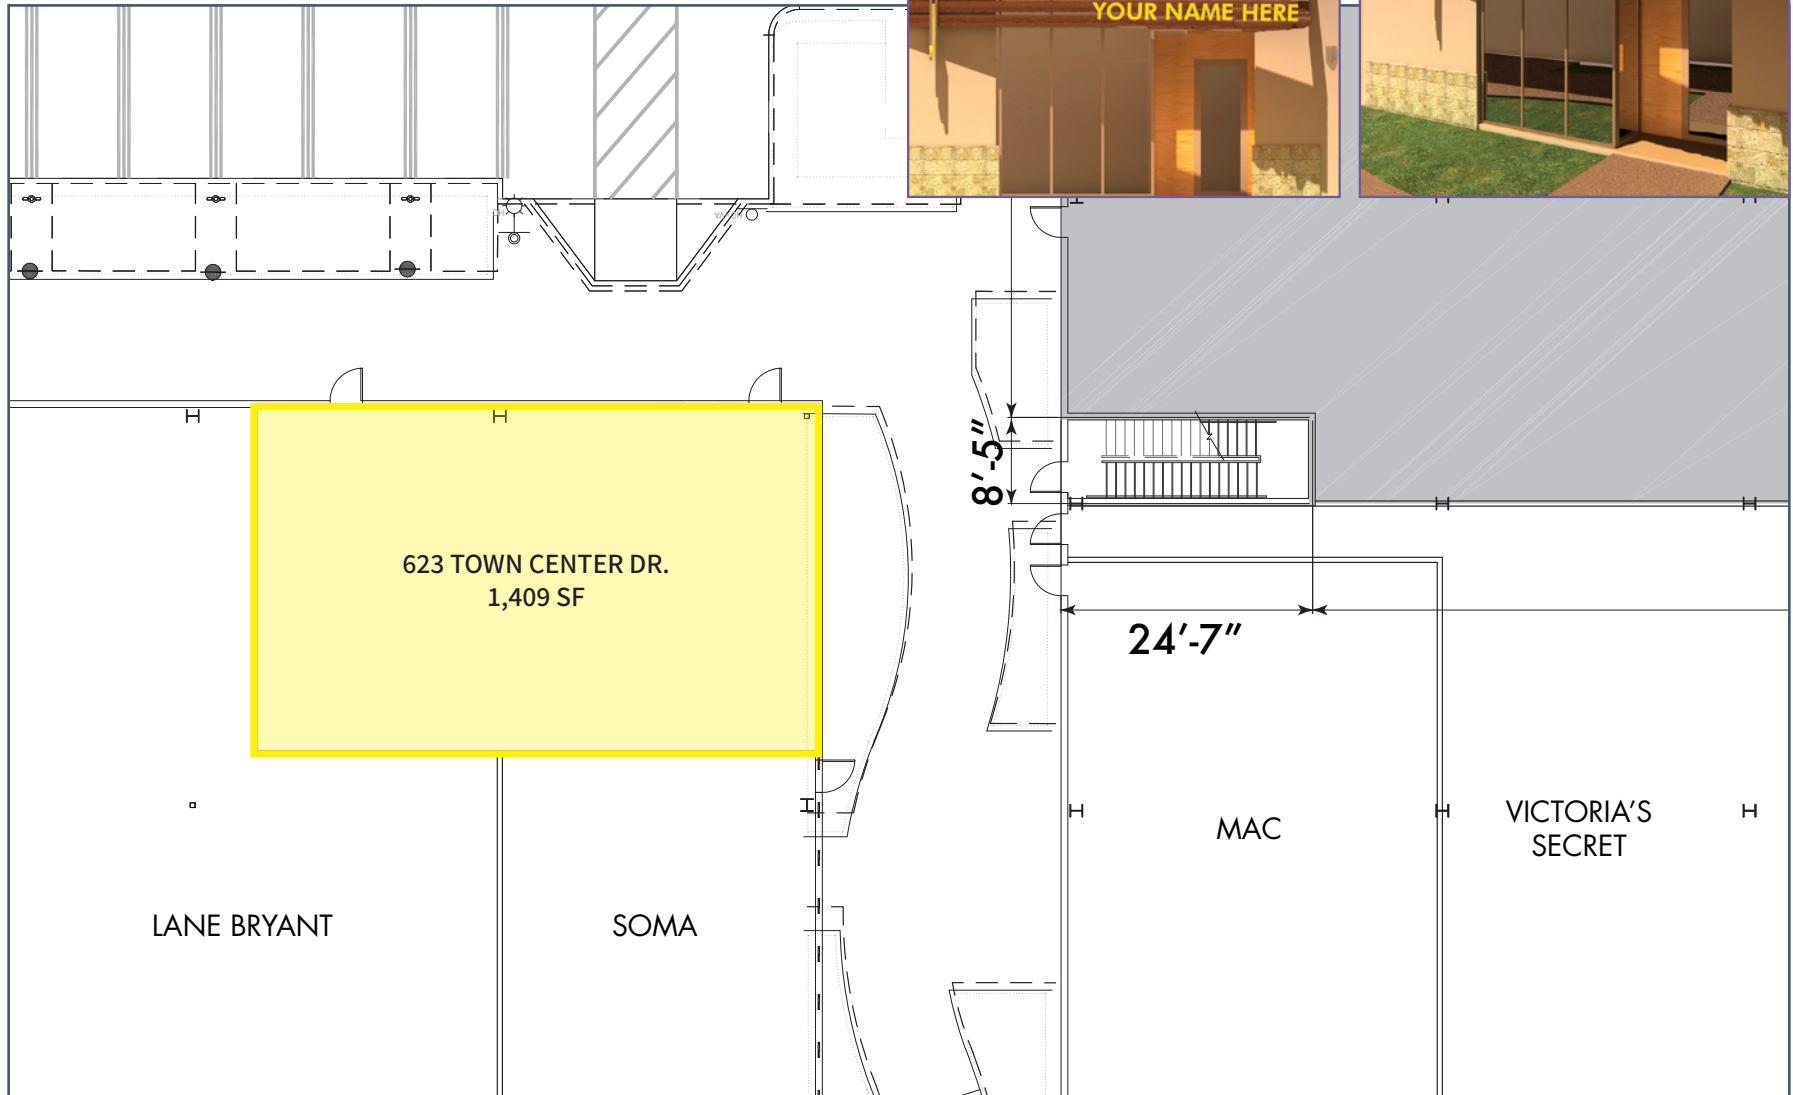 YOUR NAME HERE
8'-5"
623 TOWN CENTER DR.
1,409 SF
24'-7"
MAC
VICTORIA'S
SECRET
LANE BRYANT
SOMA